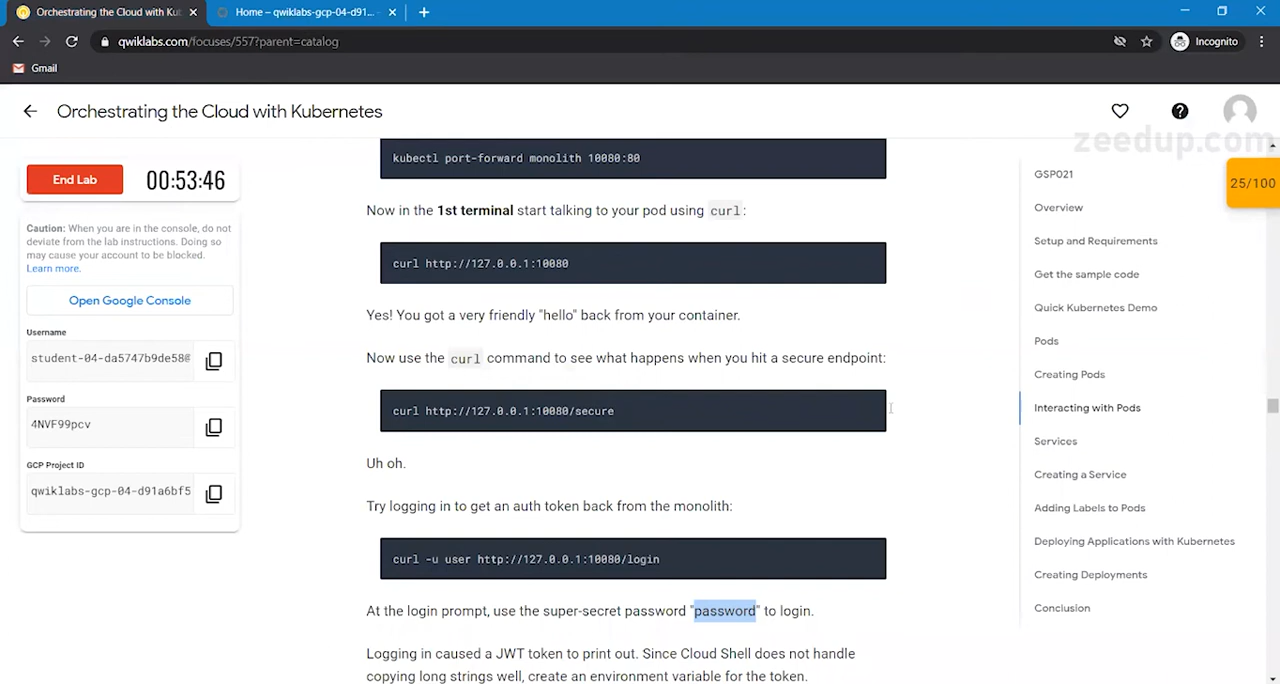 Orchestrating the Cloud with Ku
Home – qwiklabs-gcp-04-d91...
qwiklabs.com/focuses/557?parent=catalog
Incognito
Gmail
Orchestrating the Cloud with Kubernetes
zeedup.com
End Lab
00:53:46
25/100
Caution: When you are in the console, do not
deviate from the lab instructions. Doing so
may cause your account to be blocked.
Learn more.
Open Google Console
Username
student-04-da5747b9de58@
Password
4NVF99pcv
GCP Project ID
qwiklabs-gcp-04-d91a6bf5
kubectl port-forward monolith 10080:80
Now in the 1st terminal start talking to your pod using curl:
curl http://127.0.0.1:10080
Yes! You got a very friendly "hello" back from your container.
Now use the curl command to see what happens when you hit a secure endpoint:
curl http://127.0.0.1:10080/secure
Uh oh.
Try logging in to get an auth token back from the monolith:
curl -u user http://127.0.0.1:10080/login
At the login prompt, use the super-secret password "password" to login.
Logging in caused a JWT token to print out. Since Cloud Shell does not handle
copying long strings well, create an environment variable for the token.
GSP021
Overview
Setup and Requirements
Get the sample code
Quick Kubernetes Demo
Pods
Creating Pods
Interacting with Pods
Services
Creating a Service
Adding Labels to Pods
Deploying Applications with Kubernetes
Creating Deployments
Conclusion